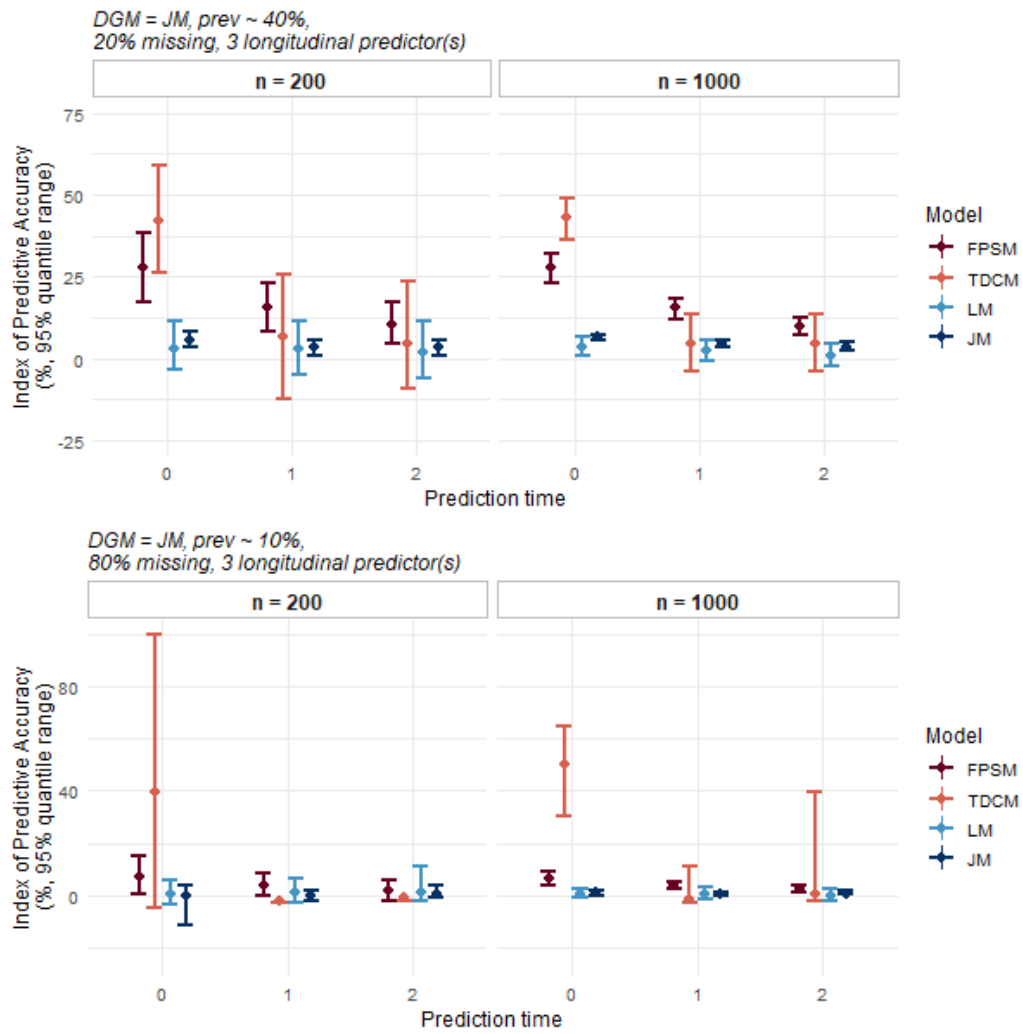 DGM = JM, prev ~ 40%,
20% missing, 3 longitudinal predictor(s)
n = 200
n = 1000
75
50
25
0
-25
Index of Predictive Accuracy
(%, 95% quantile range)
0 1 2
0 1 2
Prediction time
Model
FPSM
TDCM
LM
JM
DGM = JM, prev ~ 10%,
80% missing, 3 longitudinal predictor(s)
n = 200
n = 1000
80
40
0
Index of Predictive Accuracy
(%, 95% quantile range)
0 1 2
0 1 2
Prediction time
Model
FPSM
TDCM
LM
JM